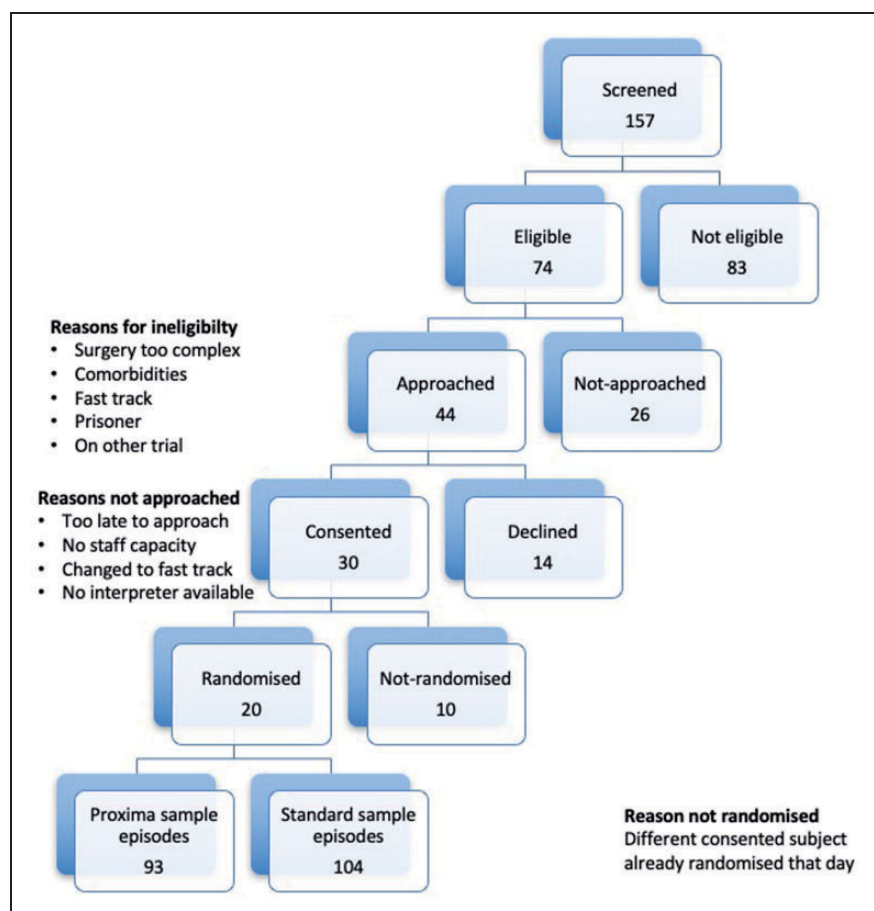 Screened
157
Eligible
74
Not eligible
83
Reasons for ineligibilty
• Surgery too complex
• Comorbidities
• Fast track
• Prisoner
• On other trial
Approached
44
Not-approached
26
Reasons not approached
• Too late to approach
• No staff capacity
• Changed to fast track
• No interpreter available
Consented
30
Declined
14
Randomised
20
Not-randomised
10
Proxima sample
episodes
93
Standard sample
episodes
104
Reason not randomised
Different consented subject
already randomised that day